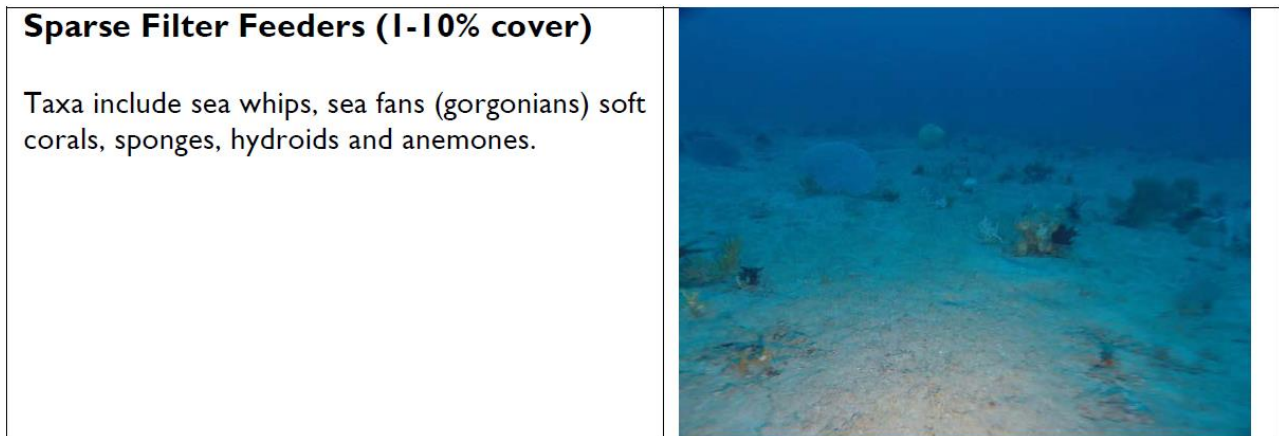 Sparse Filter Feeders (1-10% cover)
Taxa include sea whips, sea fans (gorgonians) soft
corals, sponges, hydroids and anemones.